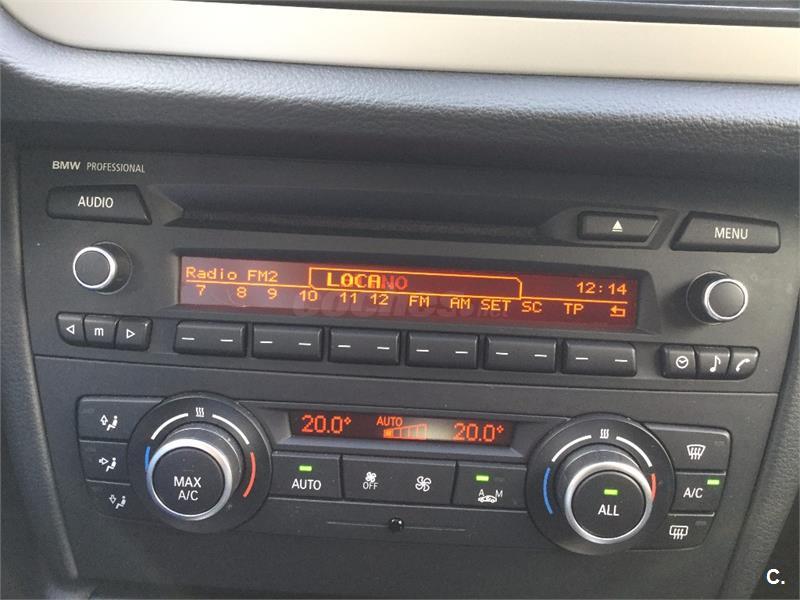 BMW PROFESSIONAL
AUDIO
MENU
Radio FM2
12:14
7 8 9 10 11 12 FM AM SET SC TP
m
20.0° AUTO 20.0°
MAX A/C
AUTO
OFF
A M
ALL
A/C
C.